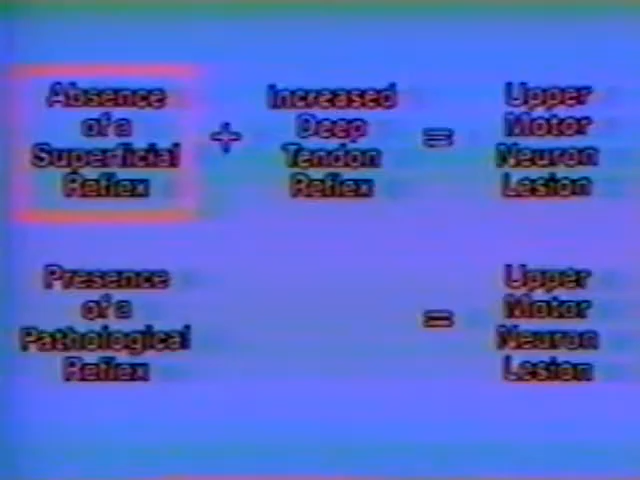 Absence
of a
Superficial
Reflex
+
Increased
Deep
Tendon
Reflex
=
Upper
Motor
Neuron
Lesion
Presence
of a
Pathological
Reflex
=
Upper
Motor
Neuron
Lesion